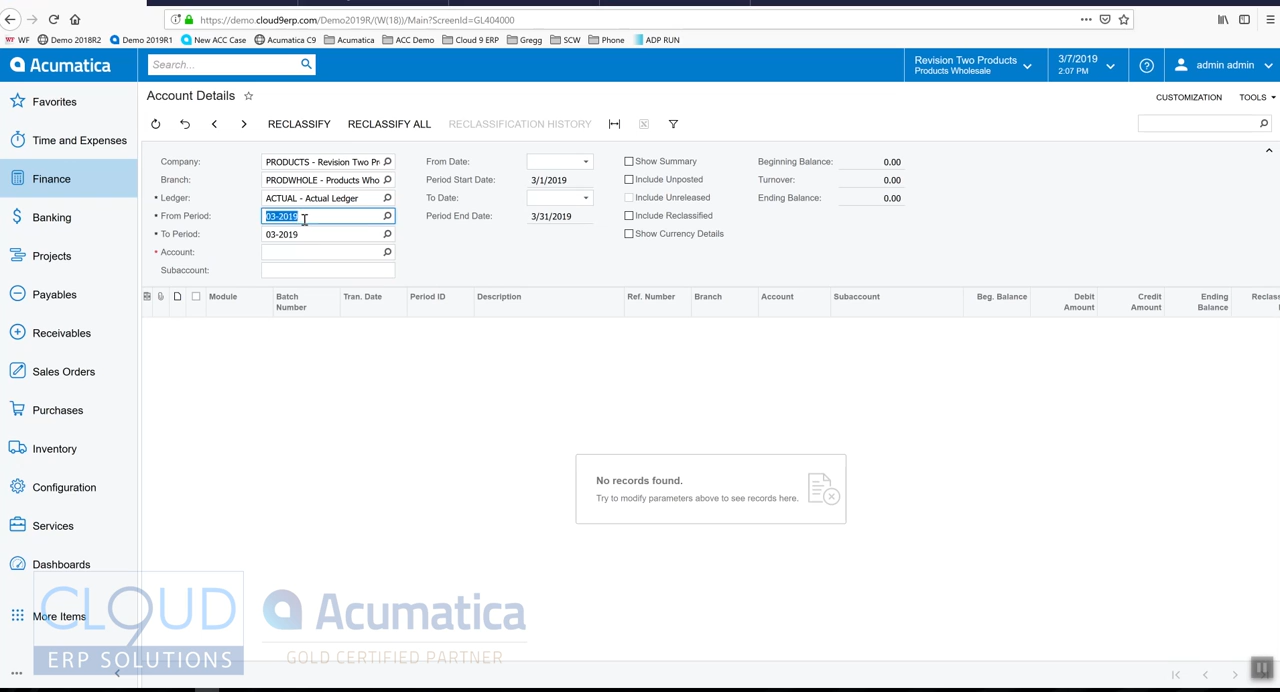 https://demo.cloud9erp.com/Demo2019R/(W(18))/Main?ScreenId=GL404000
WF WF Demo 2018R2 Demo 2019R1 New ACC Case Acumatica C9 Acumatica ACC Demo Cloud 9 ERP Gregg SCW Phone ADP RUN
Acumatica
Search...
Revision Two Products
Products Wholesale
3/7/2019
2:07 PM
admin admin
Favorites
Time and Expenses
Finance
Banking
Projects
Payables
Receivables
Sales Orders
Purchases
Inventory
Configuration
Services
Dashboards
More Items
Account Details
CUSTOMIZATION TOOLS
RECLASSIFY RECLASSIFY ALL RECLASSIFICATION HISTORY
Company: PRODUCTS - Revision Two Pr
Branch: PRODWHOLE - Products Who
Ledger: ACTUAL - Actual Ledger
From Period: 03-2019
To Period: 03-2019
Account:
Subaccount:
From Date:
Period Start Date: 3/1/2019
To Date:
Period End Date: 3/31/2019
Show Summary
Include Unposted
Include Unreleased
Include Reclassified
Show Currency Details
Beginning Balance: 0.00
Turnover: 0.00
Ending Balance: 0.00
Module Batch Number Tran. Date Period ID Description Ref. Number Branch Account Subaccount Beg. Balance Debit Amount Credit Amount Ending Balance Reclass
No records found.
Try to modify parameters above to see records here.
CLOUD 9
ERP SOLUTIONS
Acumatica
GOLD CERTIFIED PARTNER